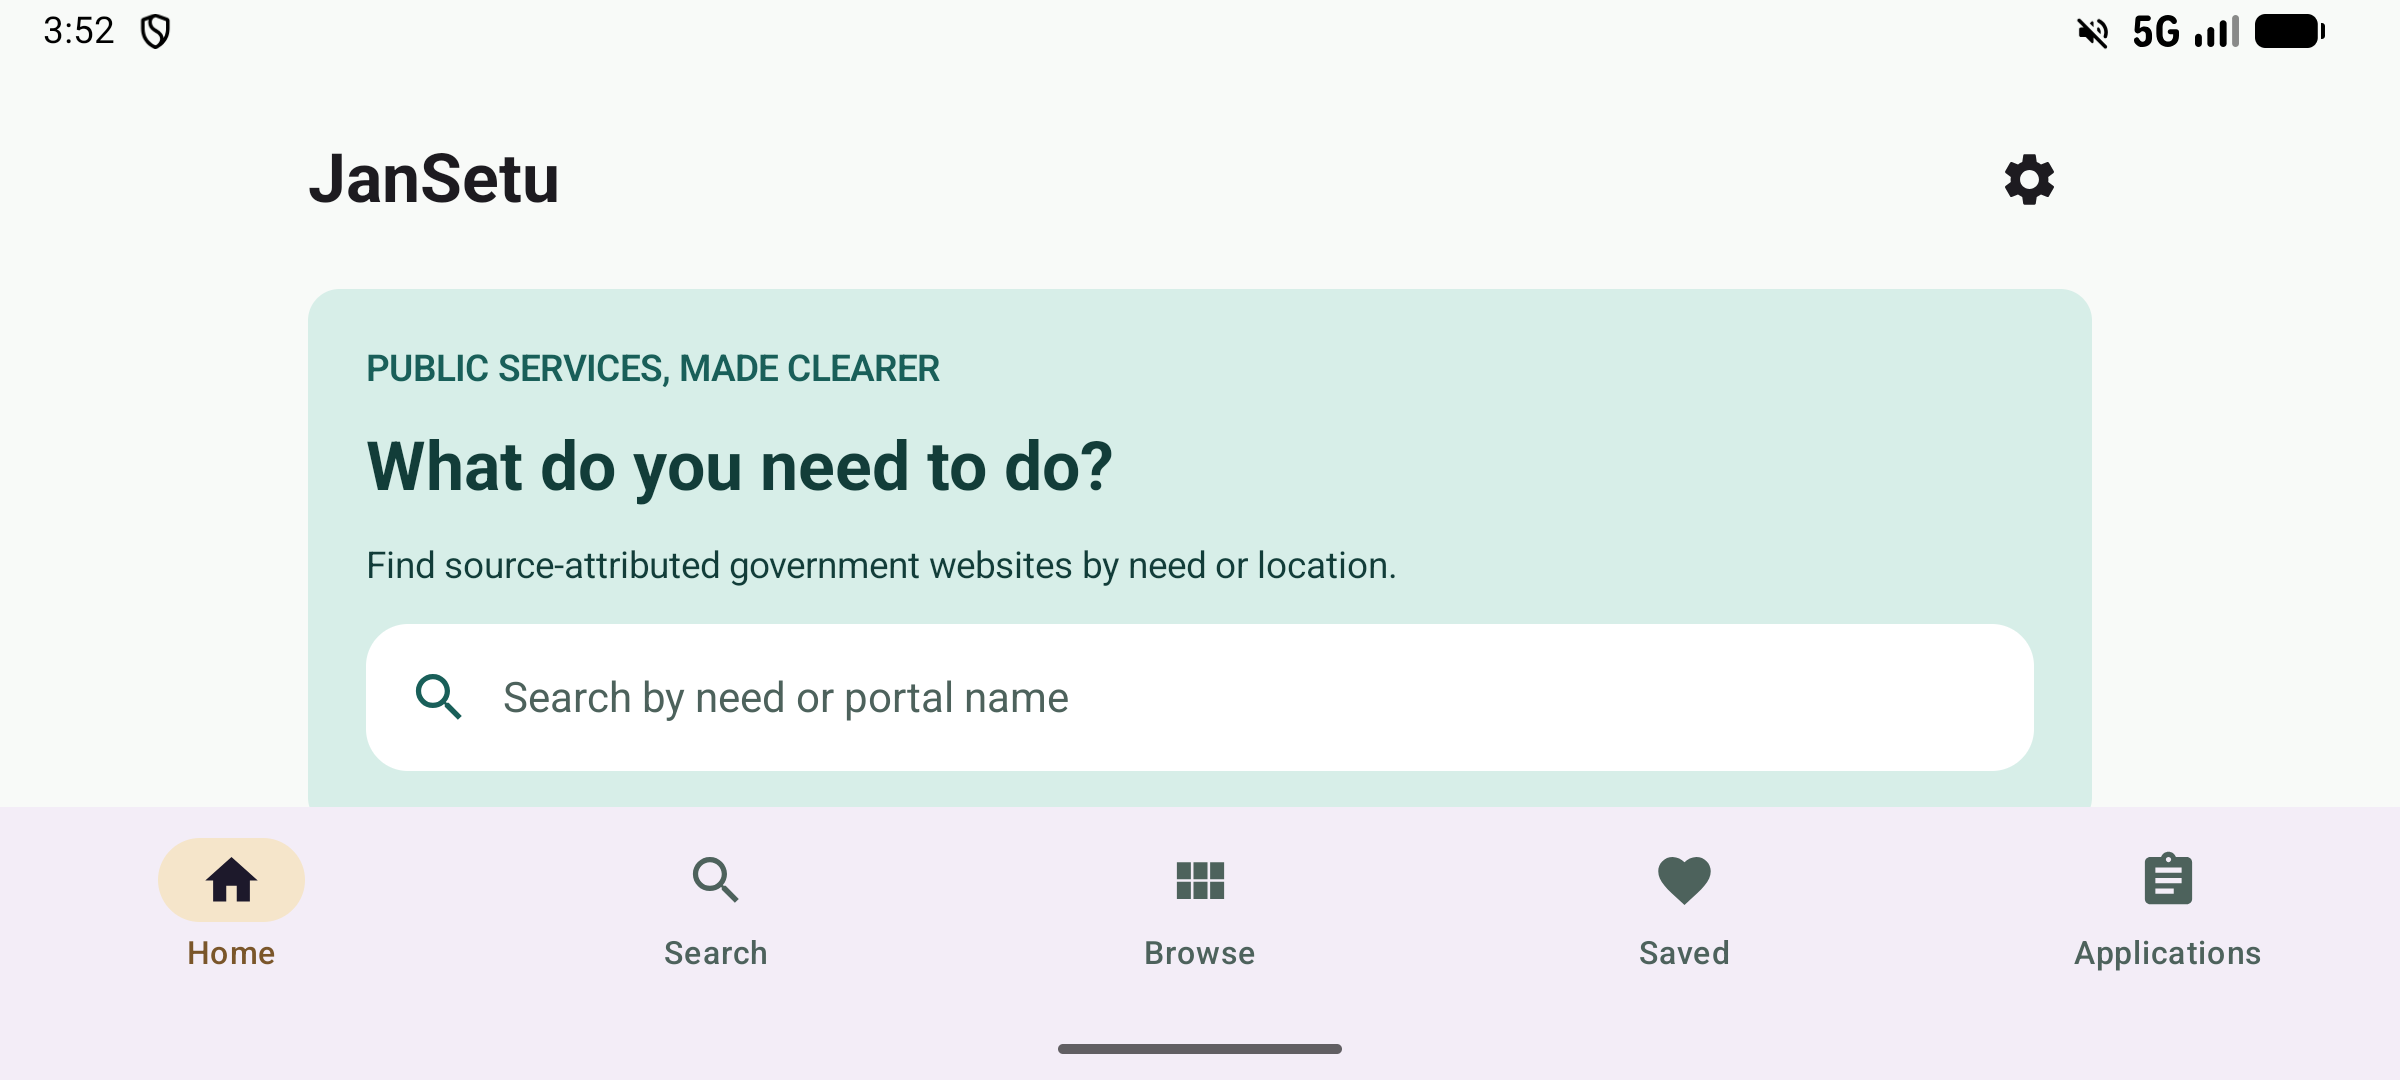 3:52
5G
JanSetu
PUBLIC SERVICES, MADE CLEARER
What do you need to do?
Find source-attributed government websites by need or location.
Search by need or portal name
Home
Search
Browse
Saved
Applications